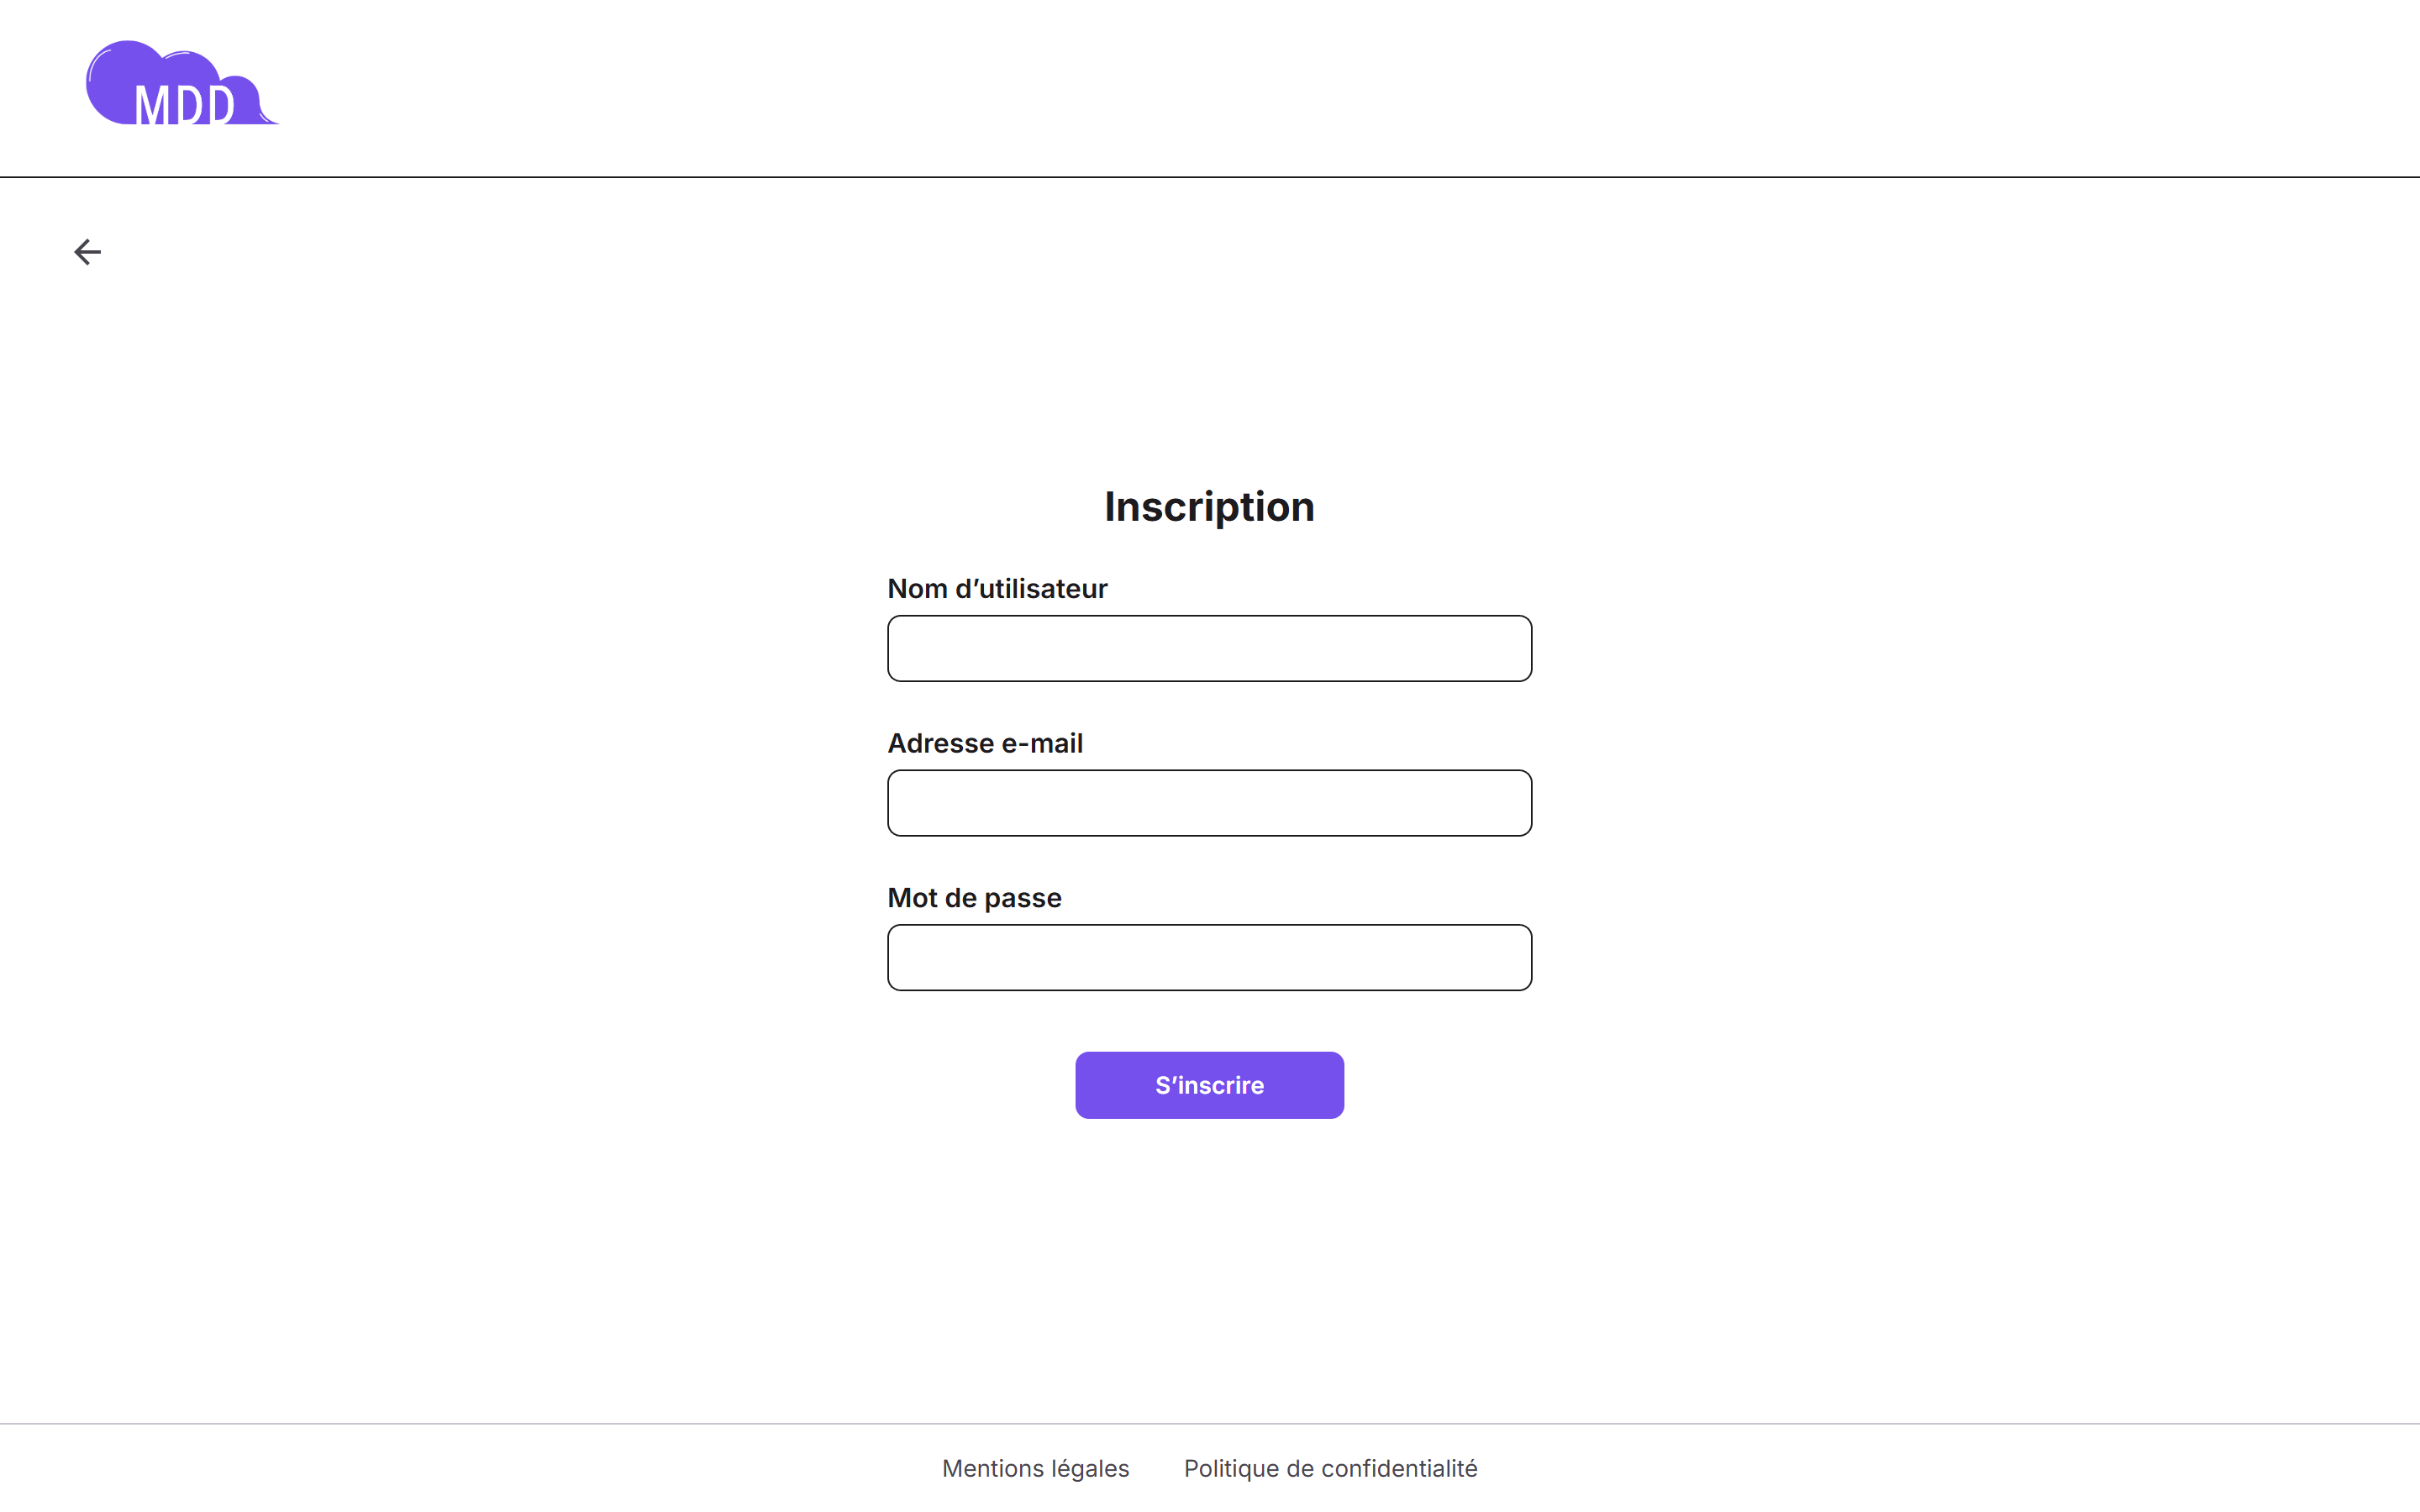 MDD
Inscription
Nom d’utilisateur
Adresse e-mail
Mot de passe
S’inscrire
Mentions légales
Politique de confidentialité